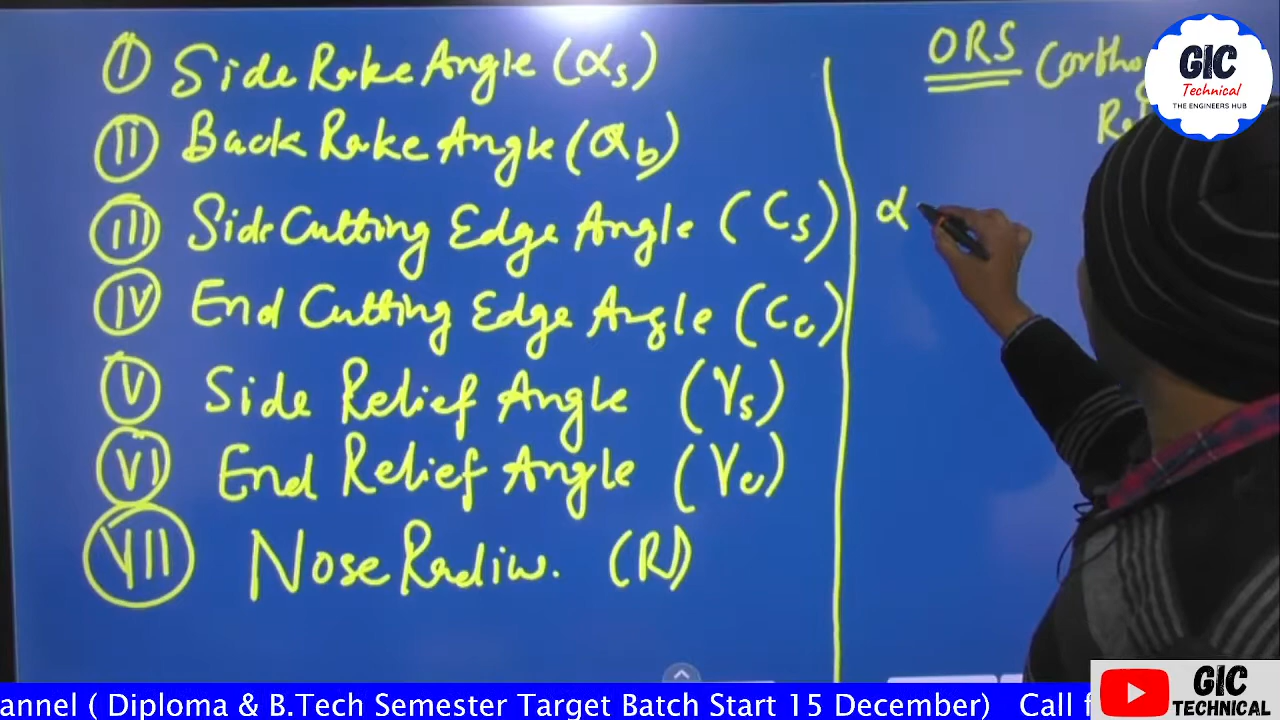 I Side Rake Angle (αs)
II Back Rake Angle (αb)
III Side Cutting Edge Angle (Cs)
IV End Cutting Edge Angle (Ce)
V Side Relief Angle (γs)
VI End Relief Angle (γe)
VII Nose Radius. (R)
ORS
α
GIC
Technical
THE ENGINEERS HUB
GIC
TECHNICAL
annel ( Diploma & B.Tech Semester Target Batch Start 15 December) Call